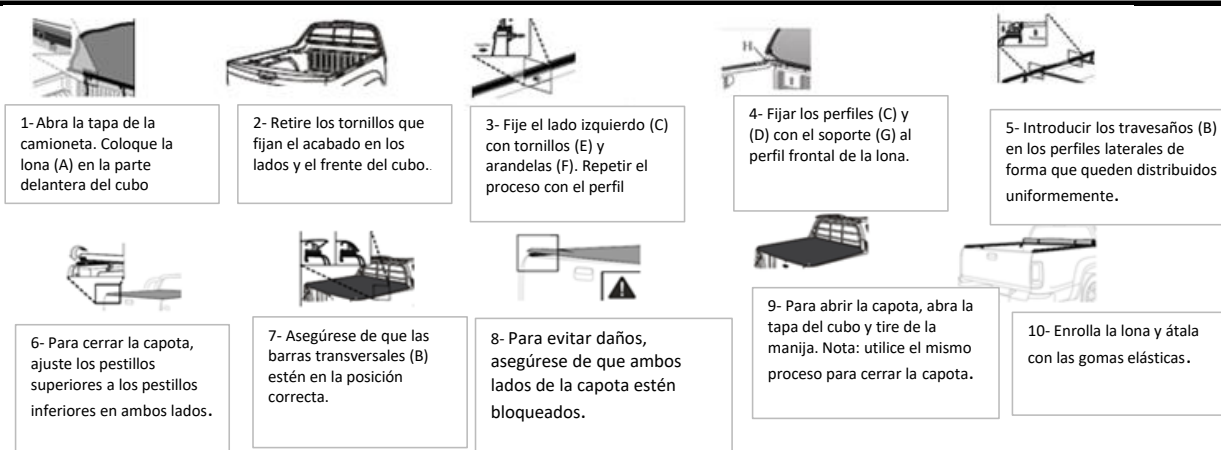 H
1-Abra la tapa de la
camioneta. Coloque la
lona (A) en la parte
delantera del cubo
2- Retire los tornillos que
fijan el acabado en los
lados y el frente del cubo..
3- Fije el lado izquierdo (C)
con tornillos (E) y
arandelas (F). Repetir el
proceso con el perfil
4- Fijar los perfiles (C) y
(D) con el soporte (G) al
perfil frontal de la lona.
5- Introducir los travesaños (B)
en los perfiles laterales de
forma que queden distribuidos
uniformemente.
6- Para cerrar la capota,
ajuste los pestillos
superiores a los pestillos
inferiores en ambos lados.
7- Asegúrese de que las
barras transversales (B)
estén en la posición
correcta.
8- Para evitar daños,
asegúrese de que ambos
lados de la capota estén
bloqueados.
9- Para abrir la capota, abra la
tapa del cubo y tire de la
manija. Nota: utilice el mismo
proceso para cerrar la capota.
10- Enrolla la lona y átala
con las gomas elásticas.